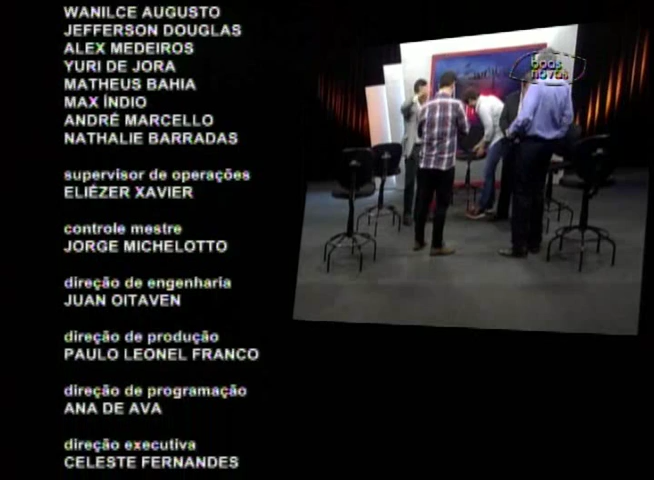 WANILCE AUGUSTO
JEFFERSON DOUGLAS
ALEX MEDEIROS
YURI DE JORA
MATHEUS BAHIA
MAX ÍNDIO
ANDRÉ MARCELLO
NATHALIE BARRADAS
supervisor de operações
ELIÉZER XAVIER
controle mestre
JORGE MICHELOTTO
direção de engenharia
JUAN OITAVEN
direção de produção
PAULO LEONEL FRANCO
direção de programação
ANA DE AVA
direção executiva
CELESTE FERNANDES
boas
novas